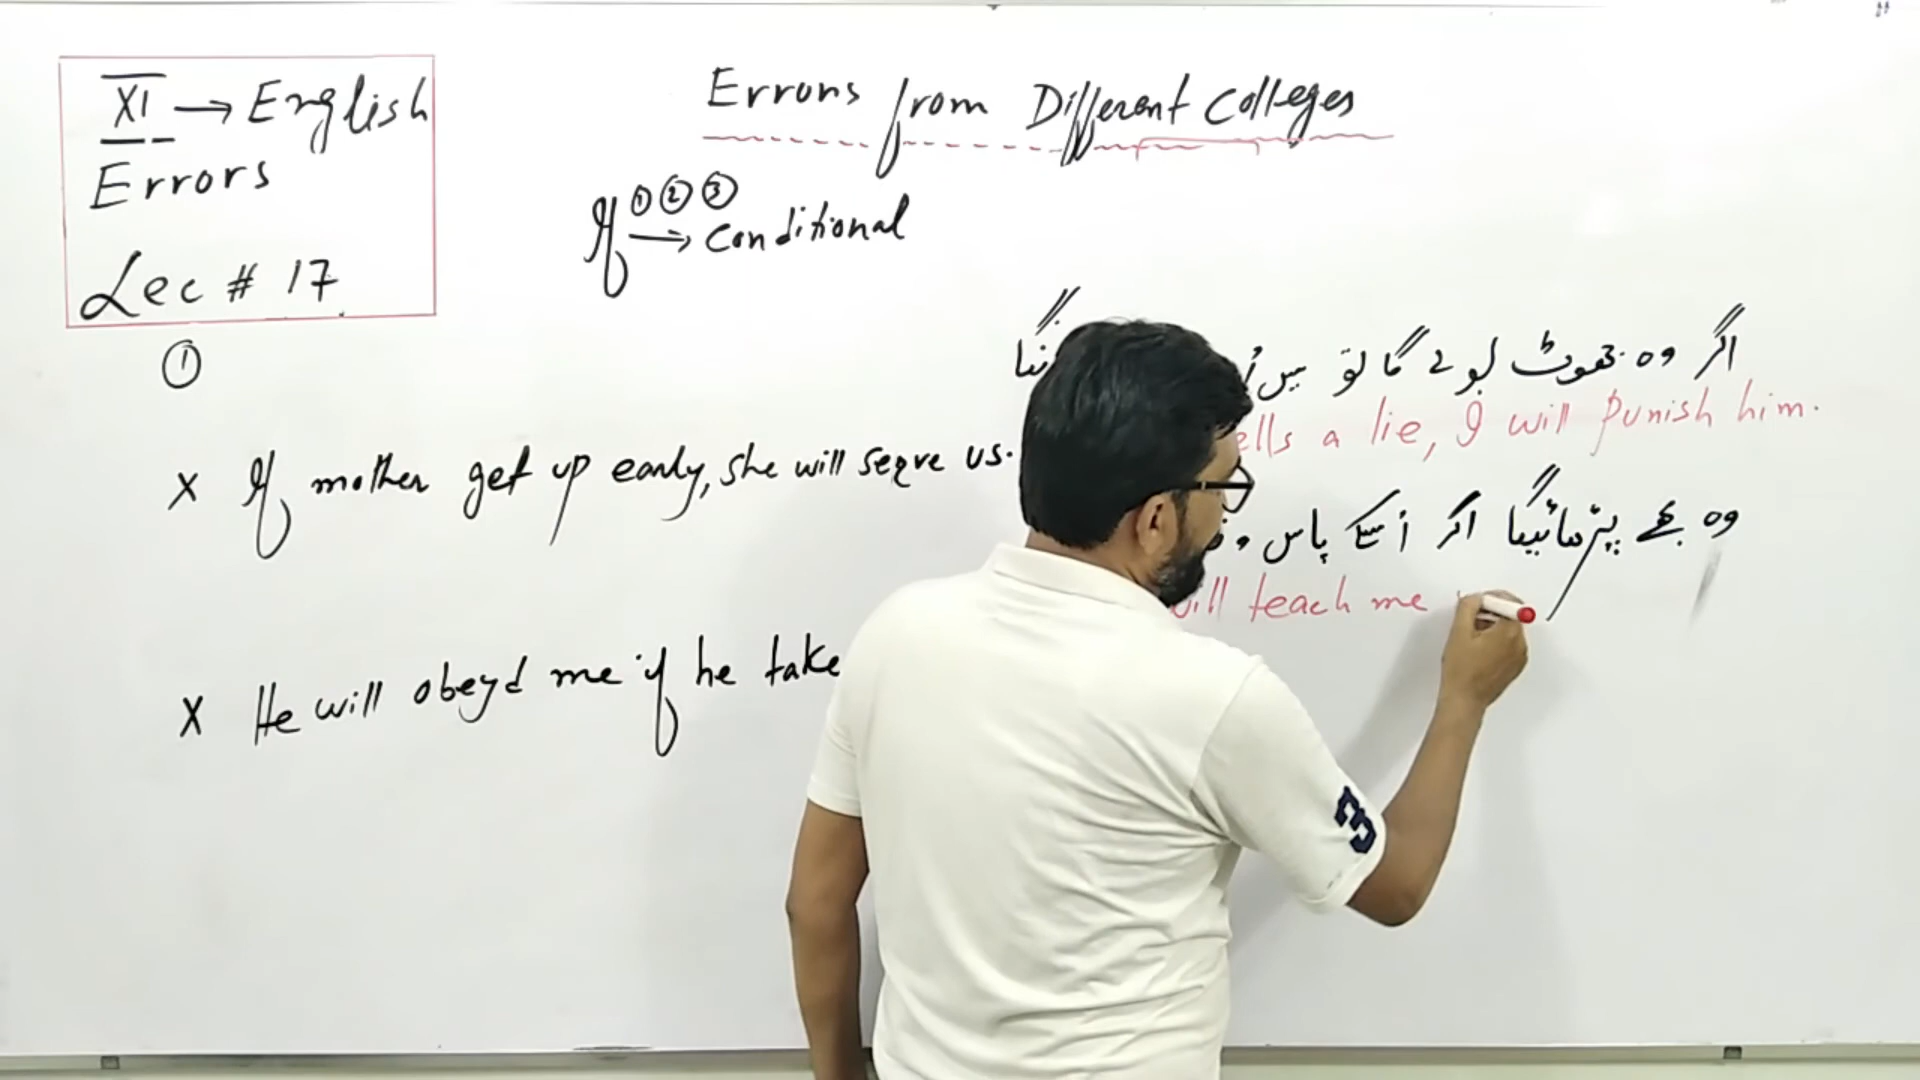 XI → English
Errors
Lec # 17
Errors from Different Colleges
① ② ③
If → Conditional
①
اگر وہ جھوٹ بولے گا تو میں
ells a lie, I will punish him.
X If mother get up early, she will serve us.
وہ مجھے پڑھائیگا اگر اسکے پاس
will teach me
X He will obeyd me if he take
3